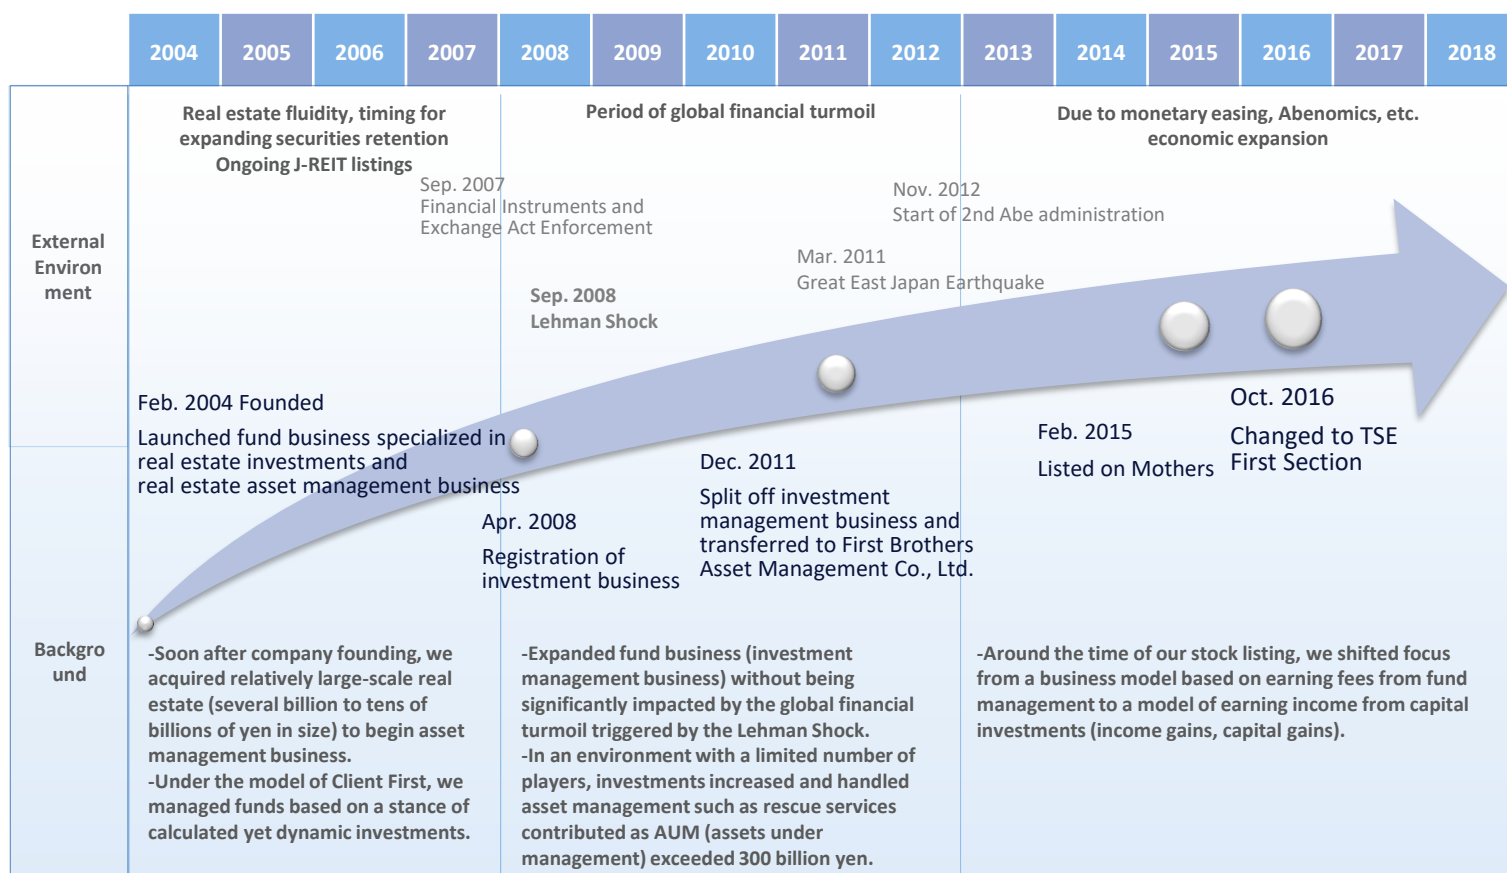 2004 2005 2006 2007 2008 2009 2010 2011 2012 2013 2014 2015 2016 2017 2018
External
Environ
ment
Real estate fluidity, timing for
expanding securities retention
Ongoing J-REIT listings
Period of global financial turmoil
Due to monetary easing, Abenomics, etc.
economic expansion
Sep. 2007
Financial Instruments and
Exchange Act Enforcement
Sep. 2008
Lehman Shock
Mar. 2011
Great East Japan Earthquake
Nov. 2012
Start of 2nd Abe administration
Feb. 2004 Founded
Launched fund business specialized in
real estate investments and
real estate asset management business
Apr. 2008
Registration of
investment business
Dec. 2011
Split off investment
management business and
transferred to First Brothers
Asset Management Co., Ltd.
Feb. 2015
Listed on Mothers
Oct. 2016
Changed to TSE
First Section
Backgro
und
-Soon after company founding, we
acquired relatively large-scale real
estate (several billion to tens of
billions of yen in size) to begin asset
management business.
-Under the model of Client First, we
managed funds based on a stance of
calculated yet dynamic investments.
-Expanded fund business (investment
management business) without being
significantly impacted by the global financial
turmoil triggered by the Lehman Shock.
-In an environment with a limited number of
players, investments increased and handled
asset management such as rescue services
contributed as AUM (assets under
management) exceeded 300 billion yen.
-Around the time of our stock listing, we shifted focus
from a business model based on earning fees from fund
management to a model of earning income from capital
investments (income gains, capital gains).